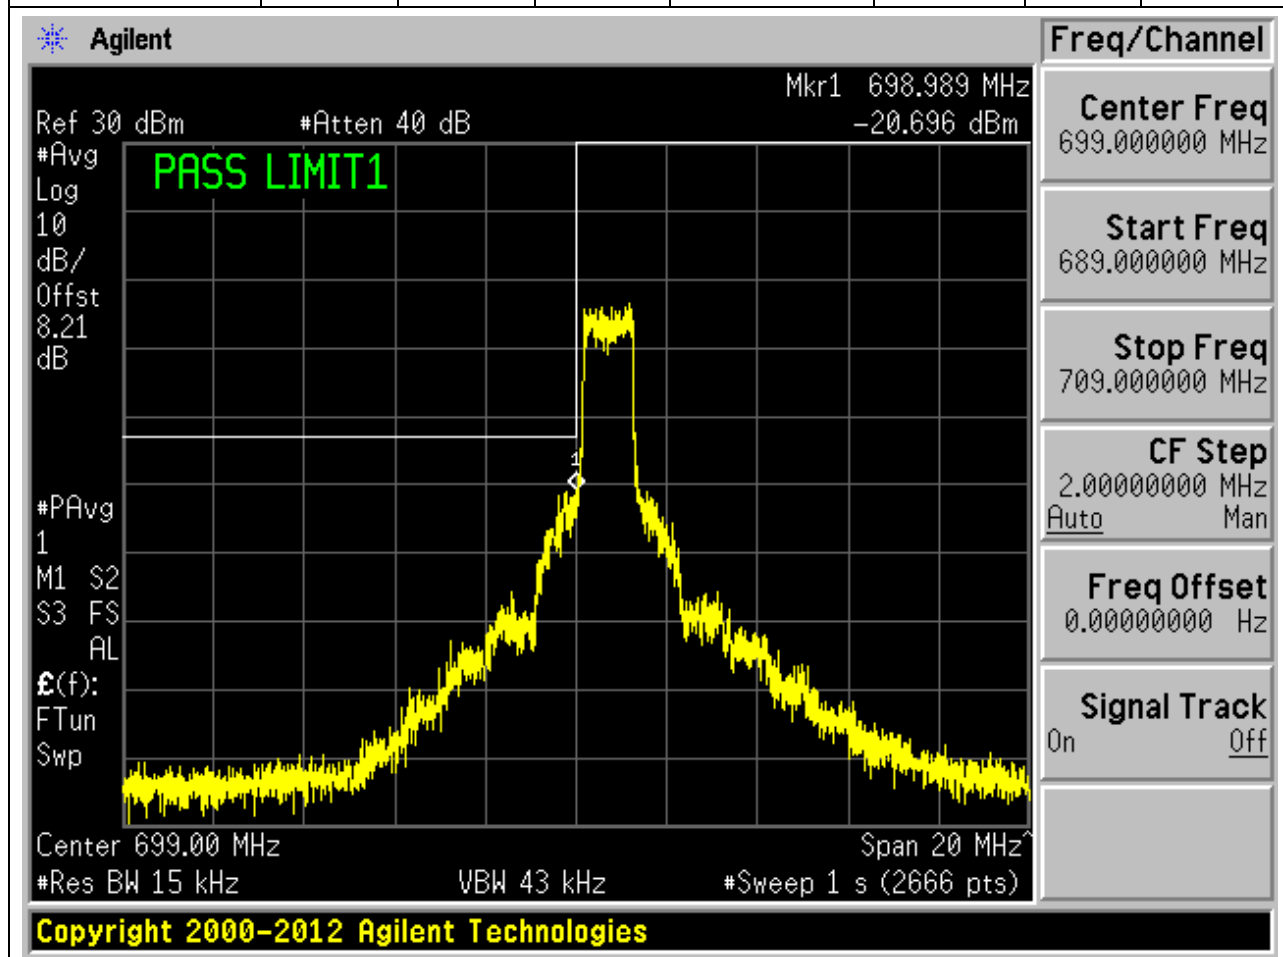 Agilent
Freq/Channel
Mkr1 698.989 MHz
Ref 30 dBm #Atten 40 dB -20.696 dBm
#Avg
Log
10
dB/
Offst
8.21
dB
PASS LIMIT1
1
#PAvg
1
M1 S2
S3 FS
AL
£(f):
FTun
Swp
Center 699.00 MHz Span 20 MHz^
#Res BW 15 kHz VBW 43 kHz #Sweep 1 s (2666 pts)
Center Freq
699.000000 MHz
Start Freq
689.000000 MHz
Stop Freq
709.000000 MHz
CF Step
2.00000000 MHz
Auto Man
Freq Offset
0.00000000 Hz
Signal Track
On Off
Copyright 2000-2012 Agilent Technologies